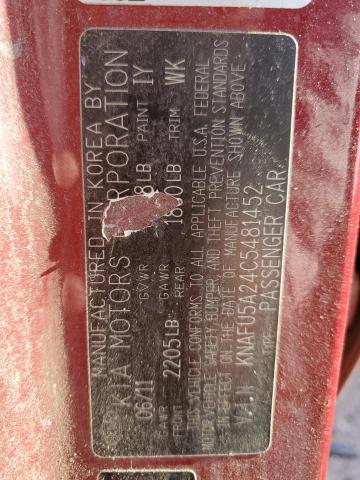 MANUFACTURED IN KOREA BY
KIA MOTORS CORPORATION
06/11 GVWR 8LB PAINT IY
GAWR FRONT 2205LB GAWR REAR LB TRIM WK
THIS VEHICLE CONFORMS TO ALL APPLICABLE U.S.A. FEDERAL
MOTOR VEHICLE SAFETY, BUMPER AND THEFT PREVENTION STANDARDS
IN EFFECT ON THE DATE OF MANUFACTURE SHOWN ABOVE.
V.I.N KNAFU5A24C5481452
TYPE: PASSENGER CAR